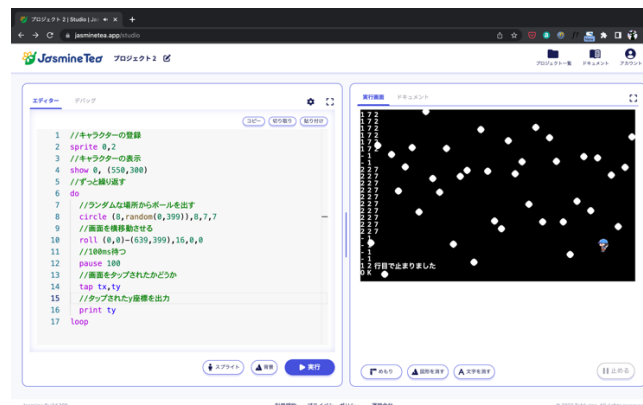 プロジェクト 2 | Studio | Jas
jasminetea.app/studio
JasmineTea プロジェクト 2
プロジェクト一覧 ドキュメント アカウント
エディター デバッグ
コピー 切り取り 貼り付け
1 //キャラクターの登録
2 sprite 0,2
3 //キャラクターの表示
4 show 0, (550,300)
5 //ずっと繰り返す
6 do
7 //ランダムな場所からボールを出す
8 circle (8,random(0,399)),8,7,7
9 //画面を横移動させる
10 roll (0,0)-(639,399),16,0,0
11 //100ms待つ
12 pause 100
13 //画面をタップされたかどうか
14 tap tx,ty
15 //タップされたy座標を出力
16 print ty
17 loop
スプライト 背景 実行
実行画面 ドキュメント
172
172
172
172
172
-1
-1
227
227
227
227
227
227
227
227
-1
-1
-1
-1
12行目で止まりました
OK
めもり 図形を消す 文字を消す 止める